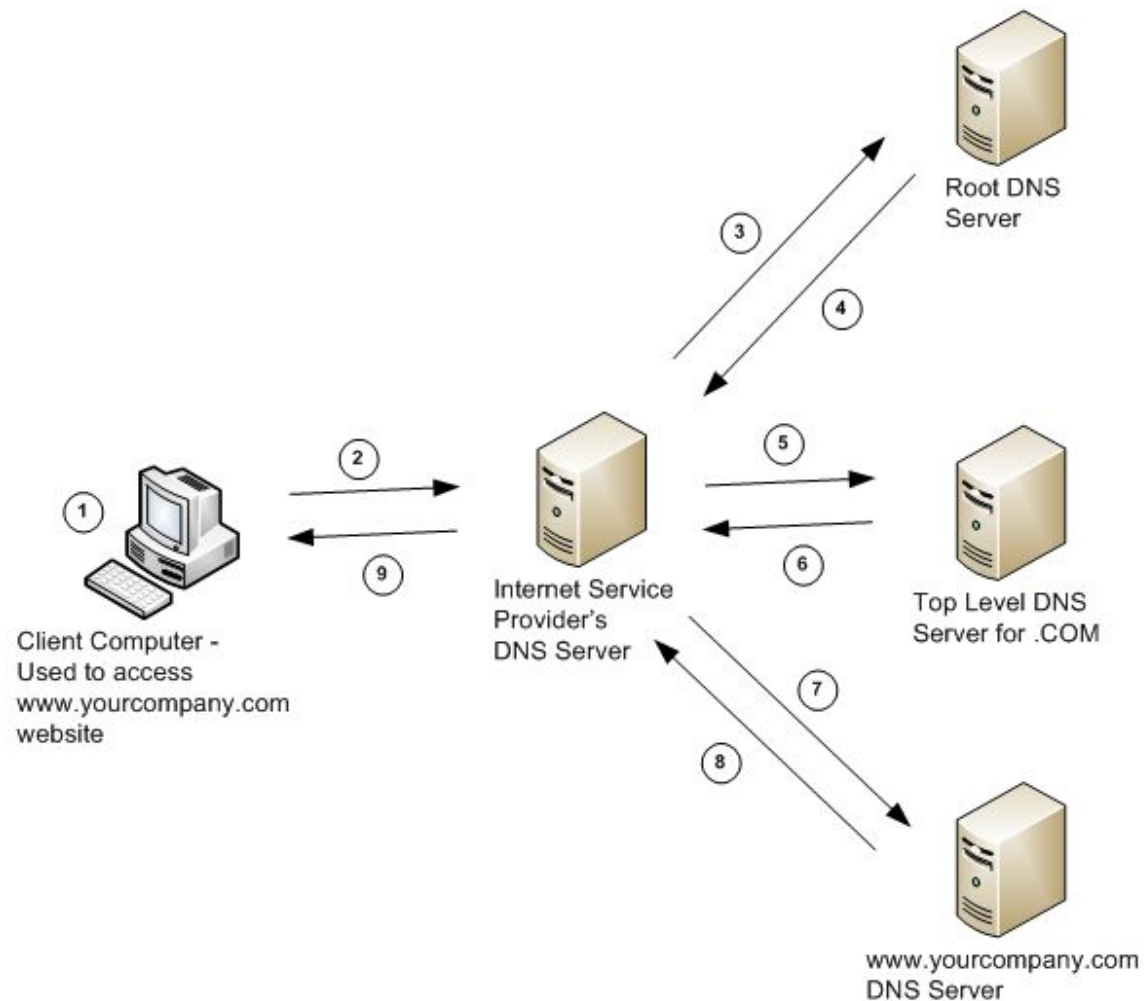 Root DNS
Server
3
4
2
5
1
9
6
Internet Service
Provider's
DNS Server
Top Level DNS
Server for .COM
Client Computer -
Used to access
www.yourcompany.com
website
7
8
www.yourcompany.com
DNS Server